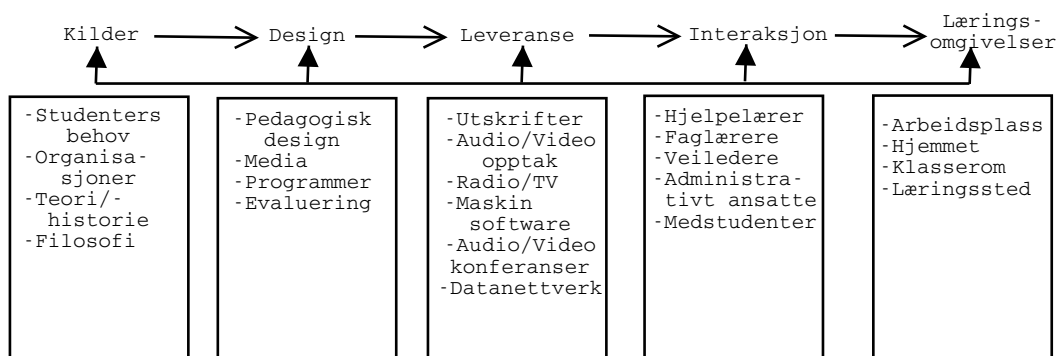 Kilder
Design
Leveranse
Interaksjon
Lærings-
omgivelser
-Studenters
behov
-Organisa-
sjoner
-Teori/-
historie
-Filosofi
-Pedagogisk
design
-Media
-Programmer
-Evaluering
-Utskrifter
-Audio/Video
opptak
-Radio/TV
-Maskin
software
-Audio/Video
konferanser
-Datanettverk
-Hjelpelærer
-Faglærere
-Veiledere
-Administra-
tivt ansatte
-Medstudenter
-Arbeidsplass
-Hjemmet
-Klasserom
-Læringssted